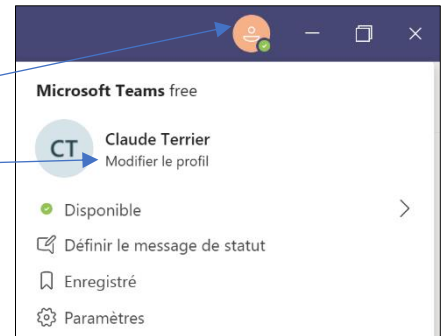 Microsoft Teams free
CT
Claude Terrier
Modifier le profil
Disponible
Définir le message de statut
Enregistré
Paramètres